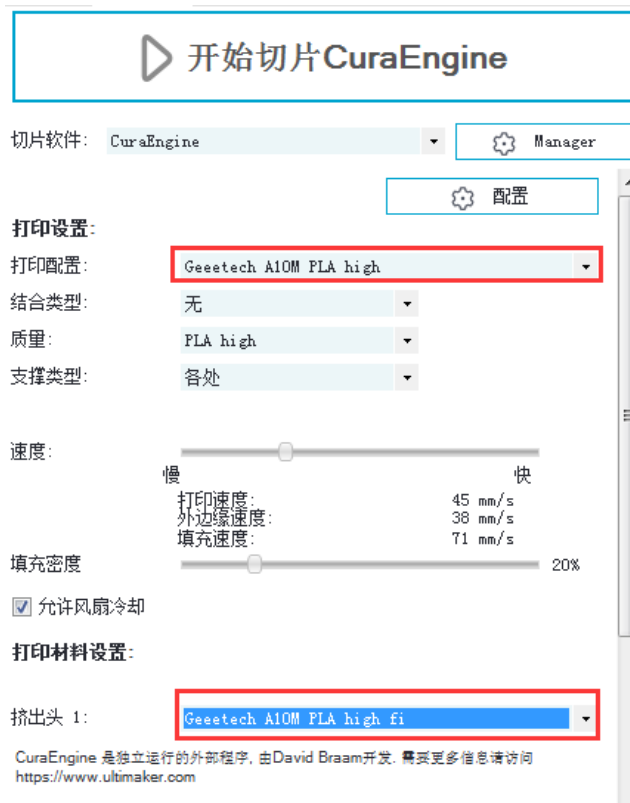 开始切片CuraEngine
切片软件: CuraEngine Manager
配置
打印设置:
打印配置: Geeetech A10M PLA high
结合类型: 无
质量: PLA high
支撑类型: 各处
速度:
慢 快
打印速度: 45 mm/s
外边缘速度: 38 mm/s
填充速度: 71 mm/s
填充密度 20%
允许风扇冷却
打印材料设置:
挤出头 1: Geeetech A10M PLA high fi
CuraEngine 是独立运行的外部程序, 由David Braam开发. 需要更多信息请访问
https://www.ultimaker.com